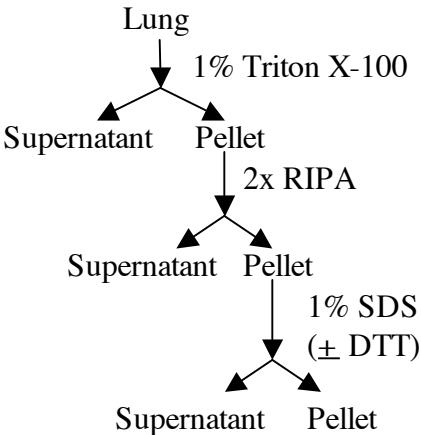 Lung
1% Triton X-100
Supernatant Pellet
2x RIPA
Supernatant Pellet
1% SDS
(± DTT)
Supernatant Pellet